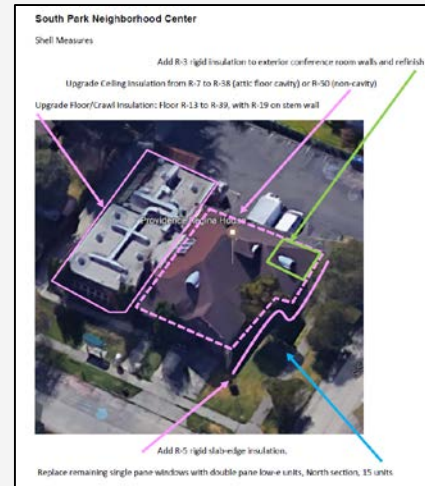 South Park Neighborhood Center
Shell Measures
Add R-3 rigid insulation to exterior conference room walls and refinish
Upgrade Ceiling Insulation from R-7 to R-38 (attic floor cavity) or R-50 (non-cavity)
Upgrade Floor/Crawl Insulation: Floor R-13 to R-39, with R-19 on stem wall
Providence Regina House
Add R-5 rigid slab-edge insulation.
Replace remaining single pane windows with double pane low-e units, North section, 15 units